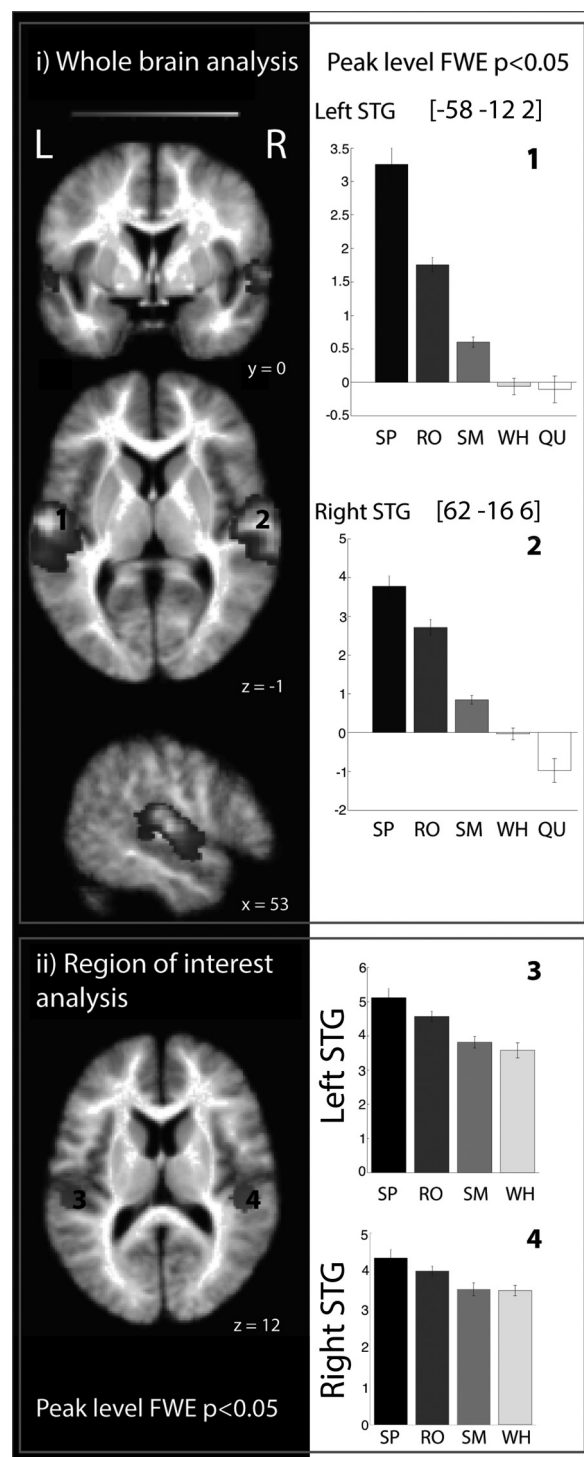 i) Whole brain analysis
L R
y = 0
1 2
z = -1
x = 53
Peak level FWE p<0.05
Left STG [-58 -12 2]
1
3.5
3
2.5
2
1.5
1
0.5
0
-0.5
SP RO SM WH QU
Right STG [62 -16 6]
2
5
4
3
2
1
0
-1
-2
SP RO SM WH QU
ii) Region of interest
analysis
3 4
z = 12
Peak level FWE p<0.05
3
Left STG
6
5
4
3
2
1
0
SP RO SM WH
4
Right STG
5
4
3
2
1
0
SP RO SM WH